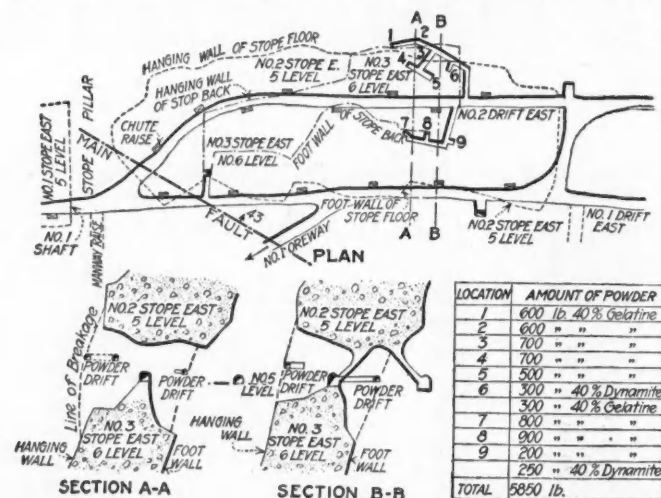 A B
1 2
HANGING WALL OF STOPE FLOOR
3
4
5
6
NO.2 STOPE E.
5 LEVEL
NO.3
STOPE EAST
6 LEVEL
HANGING WALL
OF STOP BACK
NO.1 STOPE EAST
5 LEVEL
STOPE PILLAR
CHUTE
RAISE
MAIN
FAULT
NO.3 STOPE EAST
NO.6 LEVEL
FOOT WALL
OF STOPE BACK
7 8
9
NO.2 DRIFT EAST
43
FOOT WALL OF
STOPE FLOOR
NO.1
SHAFT
MANWAY RAISE
NO.1 OREWAY
PLAN
A B
NO.2 STOPE EAST
5 LEVEL
NO.1 DRIFT
EAST
Line of Breakage
NO.2 STOPE EAST
5 LEVEL
POWDER
DRIFT
POWDER
DRIFT
NO.3
STOPE EAST
6 LEVEL
HANGING
WALL
FOOT
WALL
SECTION A-A
NO.2 STOPE EAST
5 LEVEL
NO.5
LEVEL
POWDER
DRIFT
POWDER
DRIFT
HANGING
WALL
NO. 3
STOPE EAST
6 LEVEL
FOOT
WALL
SECTION B-B
LOCATION AMOUNT OF POWDER
1 600 lb. 40% Gelatine
2 600 " " "
3 700 " " "
4 700 " " "
5 500 " " "
6 300 " 40% Dynamite
300 " 40% Gelatine
7 800 " " "
8 900 " " "
9 200 " " "
250 " 40% Dynamite
TOTAL 5850 lb.